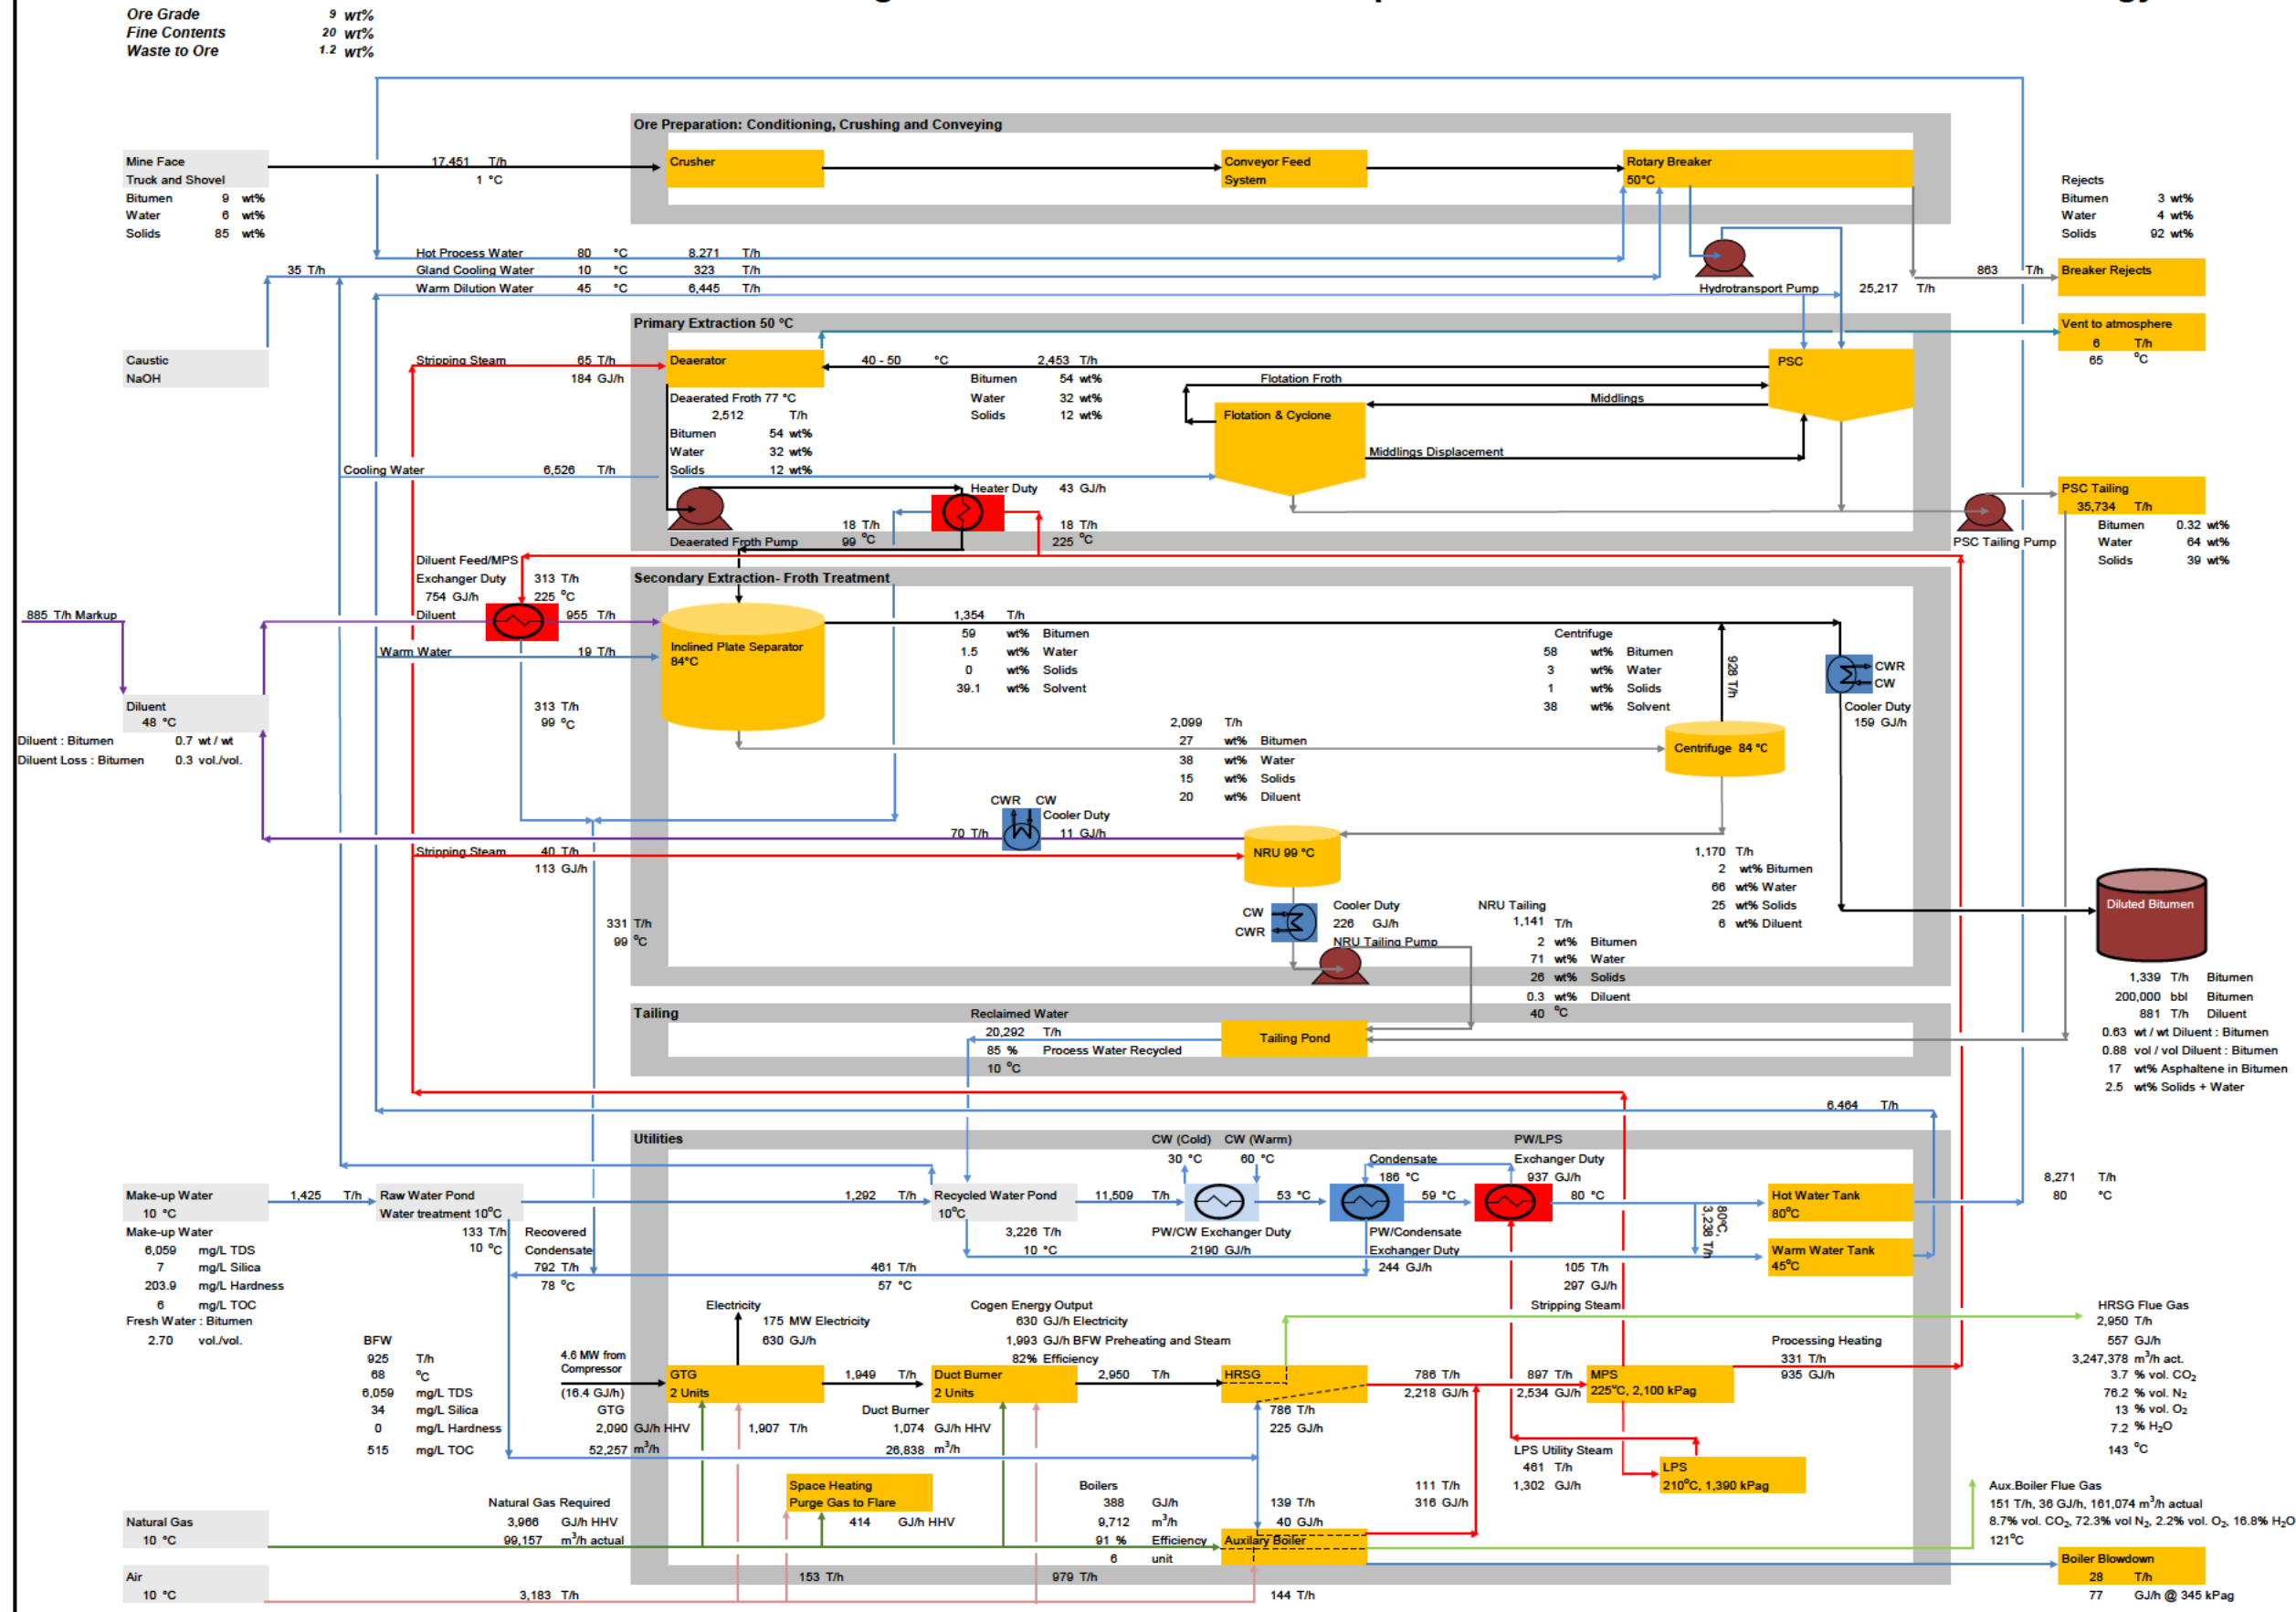 Ore Grade 9 wt%
Fine Contents 20 wt%
Waste to Ore 1.2 wt%
Ore Preparation: Conditioning, Crushing and Conveying
Mine Face
Truck and Shovel
17,451 T/h
1 °C
Crusher
Conveyor Feed
System
Rotary Breaker
50°C
Bitumen 9 wt%
Water 6 wt%
Solids 85 wt%
Rejects
Bitumen 3 wt%
Water 4 wt%
Solids 92 wt%
Hot Process Water 80 °C 8.271 T/h
35 T/h
Gland Cooling Water 10 °C 323 T/h
Warm Dilution Water 45 °C 6,445 T/h
Hydrotransport Pump
25,217 T/h
863 T/h
Breaker Rejects
Primary Extraction 50 °C
Vent to atmosphere
6 T/h
65 °C
Caustic
NaOH
Stripping Steam 65 T/h
184 GJ/h
Deaerator
40 - 50 °C 2,453 T/h
Bitumen 54 wt%
Water 32 wt%
Solids 12 wt%
PSC
Flotation Froth
Middlings
Flotation & Cyclone
Middlings Displacement
Deaerated Froth 77 °C
2,512 T/h
Bitumen 54 wt%
Water 32 wt%
Solids 12 wt%
Cooling Water 6,526 T/h
Heater Duty 43 GJ/h
18 T/h
99 °C
18 T/h
225 °C
Deaerated Froth Pump
PSC Tailing Pump
PSC Tailing
35,734 T/h
Bitumen 0.32 wt%
Water 64 wt%
Solids 39 wt%
Diluent Feed/MPS
Exchanger Duty 313 T/h
754 GJ/h 225 °C
Diluent 955 T/h
885 T/h Markup
Warm Water 19 T/h
Secondary Extraction- Froth Treatment
Inclined Plate Separator
84°C
1,354 T/h
59 wt% Bitumen
1.5 wt% Water
0 wt% Solids
39.1 wt% Solvent
Centrifuge
58 wt% Bitumen
3 wt% Water
1 wt% Solids
38 wt% Solvent
928 T/h
CWR
CW
Cooler Duty
159 GJ/h
Diluent
48 °C
Diluent : Bitumen 0.7 wt / wt
Diluent Loss : Bitumen 0.3 vol./vol.
313 T/h
99 °C
2,099 T/h
27 wt% Bitumen
38 wt% Water
15 wt% Solids
20 wt% Diluent
Centrifuge 84 °C
CWR CW
Cooler Duty
70 T/h 11 GJ/h
Stripping Steam 40 T/h
113 GJ/h
NRU 99 °C
1,170 T/h
2 wt% Bitumen
66 wt% Water
25 wt% Solids
6 wt% Diluent
331 T/h
99 °C
CW
CWR
Cooler Duty
226 GJ/h
NRU Tailing Pump
NRU Tailing
1,141 T/h
2 wt% Bitumen
71 wt% Water
26 wt% Solids
0.3 wt% Diluent
40 °C
Diluted Bitumen
1,339 T/h Bitumen
200,000 bbl Bitumen
881 T/h Diluent
0.63 wt / wt Diluent : Bitumen
0.88 vol / vol Diluent : Bitumen
17 wt% Asphaltene in Bitumen
2.5 wt% Solids + Water
Tailing
Reclaimed Water
20,292 T/h
85 % Process Water Recycled
10 °C
Tailing Pond
6.464 T/h
Utilities
CW (Cold) CW (Warm)
30 °C 60 °C
Condensate
186 °C
PW/LPS
Exchanger Duty
937 GJ/h
Make-up Water
10 °C
1,425 T/h
Raw Water Pond
Water treatment 10°C
1,292 T/h
Recycled Water Pond
10°C
11,509 T/h
53 °C
59 °C
80 °C
80°C,
3,238 T/h
Hot Water Tank
80°C
8,271 T/h
80 °C
Make-up Water
6,059 mg/L TDS
7 mg/L Silica
203.9 mg/L Hardness
6 mg/L TOC
Fresh Water : Bitumen
2.70 vol./vol.
133 T/h
10 °C
Recovered
Condensate
792 T/h
78 °C
3,226 T/h
10 °C
PW/CW Exchanger Duty
2190 GJ/h
PW/Condensate
Exchanger Duty
244 GJ/h
461 T/h
57 °C
Warm Water Tank
45°C
105 T/h
297 GJ/h
Stripping Steam
BFW
925 T/h
68 °C
6,059 mg/L TDS
34 mg/L Silica
0 mg/L Hardness
515 mg/L TOC
Electricity
175 MW Electricity
630 GJ/h
Cogen Energy Output
630 GJ/h Electricity
1,993 GJ/h BFW Preheating and Steam
82% Efficiency
4.6 MW from
Compressor
(16.4 GJ/h)
GTG
2 Units
1,949 T/h
Duct Burner
2 Units
2,950 T/h
HRSG
786 T/h
2,218 GJ/h
897 T/h
2,534 GJ/h
MPS
225°C, 2,100 kPag
Processing Heating
331 T/h
935 GJ/h
HRSG Flue Gas
2,950 T/h
557 GJ/h
3,247,378 m3/h act.
3.7 % vol. CO2
76.2 % vol. N2
13 % vol. O2
7.2 % H2O
143 °C
GTG
2,090 GJ/h HHV
52,257 m3/h
1,907 T/h
Duct Burner
1,074 GJ/h HHV
26,838 m3/h
786 T/h
225 GJ/h
LPS Utility Steam
461 T/h
1,302 GJ/h
LPS
210°C, 1,390 kPag
Natural Gas
10 °C
Natural Gas Required
3,966 GJ/h HHV
99,157 m3/h actual
Space Heating
Purge Gas to Flare
414 GJ/h HHV
Boilers
388 GJ/h
9,712 m3/h
91 % Efficiency
6 unit
139 T/h
40 GJ/h
111 T/h
316 GJ/h
Auxilary Boiler
Aux.Boiler Flue Gas
151 T/h, 36 GJ/h, 161,074 m3/h actual
8.7% vol. CO2, 72.3% vol N2, 2.2% vol. O2, 16.8% H2O
121°C
Air
10 °C
3,183 T/h
153 T/h
979 T/h
144 T/h
Boiler Blowdown
28 T/h
77 GJ/h @ 345 kPag